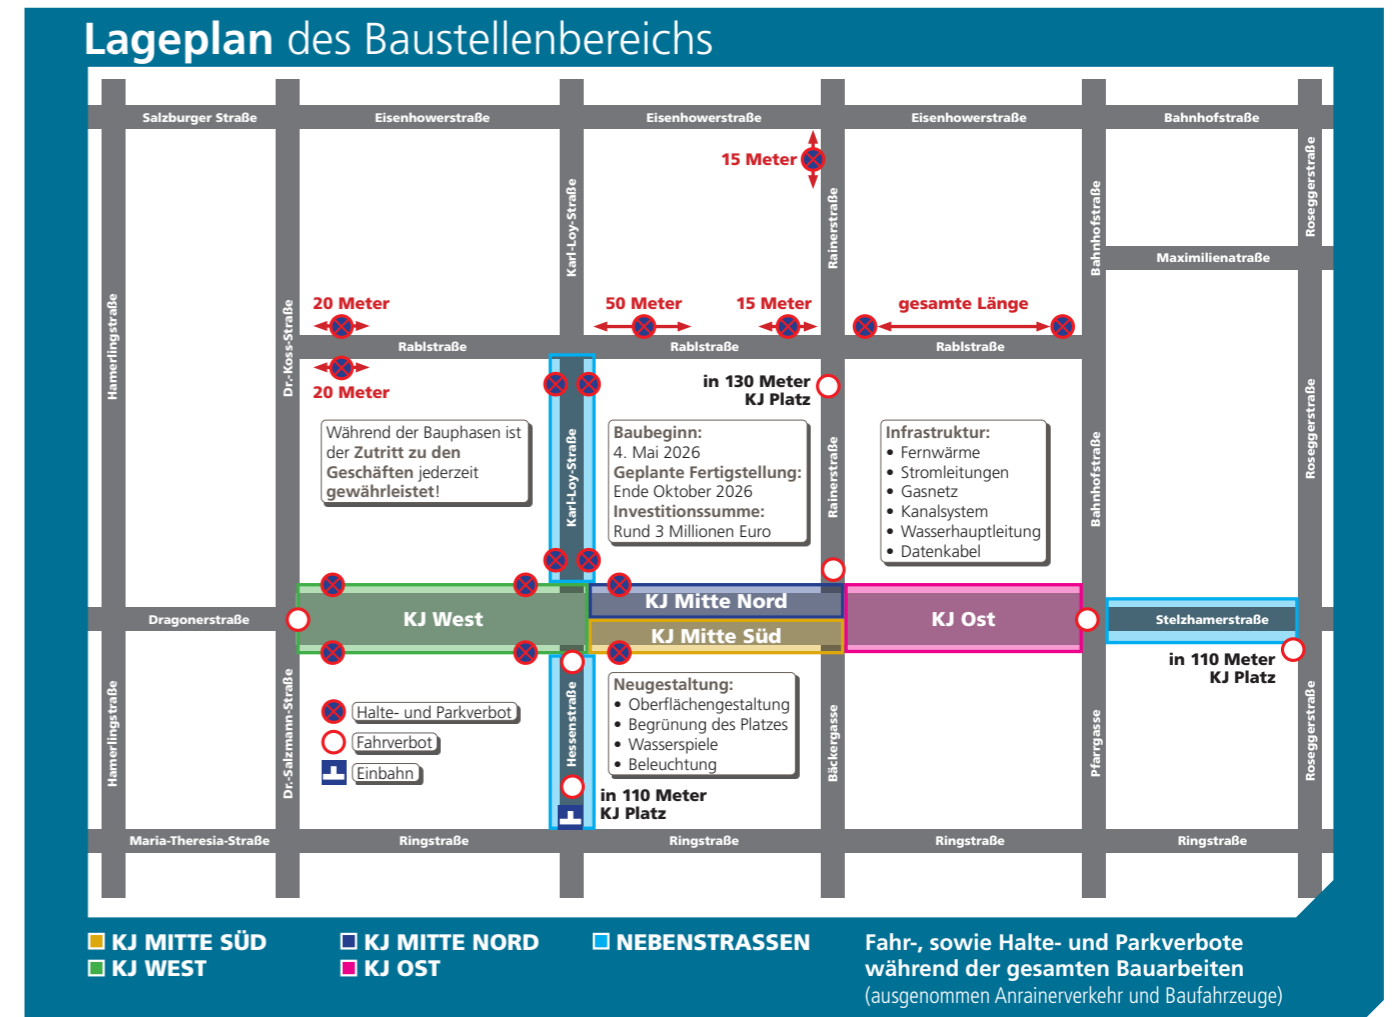 Lageplan des Baustellenbereichs
Salzburger Straße
Eisenhowerstraße
Eisenhowerstraße
Eisenhowerstraße
Bahnhofstraße
15 Meter
Karl-Loy-Straße
Rainerstraße
Bahnhofstraße
Roseggerstraße
Maximilienatraße
Hamerlingstraße
Dr.-Koss-Straße
20 Meter
50 Meter
15 Meter
gesamte Länge
Rablstraße
Rablstraße
Rablstraße
20 Meter
in 130 Meter
KJ Platz
Während der Bauphasen ist
der Zutritt zu den
Geschäften jederzeit
gewährleistet!
Karl-Loy-Straße
Baubeginn:
4. Mai 2026
Geplante Fertigstellung:
Ende Oktober 2026
Investitionssumme:
Rund 3 Millionen Euro
Rainerstraße
Infrastruktur:
• Fernwärme
• Stromleitungen
• Gasnetz
• Kanalsystem
• Wasserhauptleitung
• Datenkabel
Bahnhofstraße
Roseggerstraße
Dragonerstraße
KJ West
KJ Mitte Nord
KJ Mitte Süd
KJ Ost
Stelzhamerstraße
in 110 Meter
KJ Platz
Hamerlingstraße
Dr.-Salzmann-Straße
Halte- und Parkverbot
Fahrverbot
Einbahn
Hessenstraße
Neugestaltung:
• Oberflächengestaltung
• Begrünung des Platzes
• Wasserspiele
• Beleuchtung
Bäckergasse
Pfarrgasse
Roseggerstraße
in 110 Meter
KJ Platz
Maria-Theresia-Straße
Ringstraße
Ringstraße
Ringstraße
Ringstraße
KJ MITTE SÜD
KJ WEST
KJ MITTE NORD
KJ OST
NEBENSTRASSEN
Fahr-, sowie Halte- und Parkverbote
während der gesamten Bauarbeiten
(ausgenommen Anrainerverkehr und Baufahrzeuge)